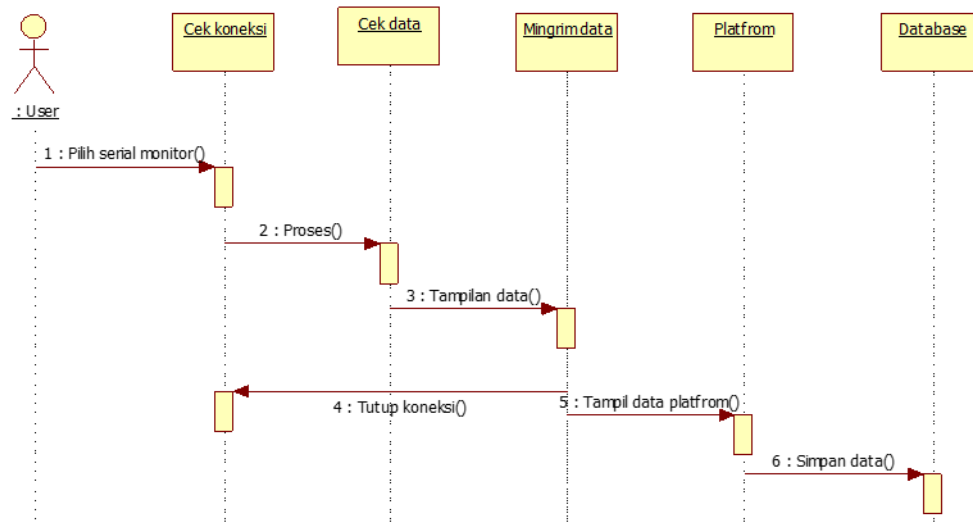 Cek koneksi
Cek data
Mingrim data
Platfrom
Database
: User
1 : Pilih serial monitor()
2 : Proses()
3 : Tampilan data()
4 : Tutup koneksi()
5 : Tampil data platfrom()
6 : Simpan data()